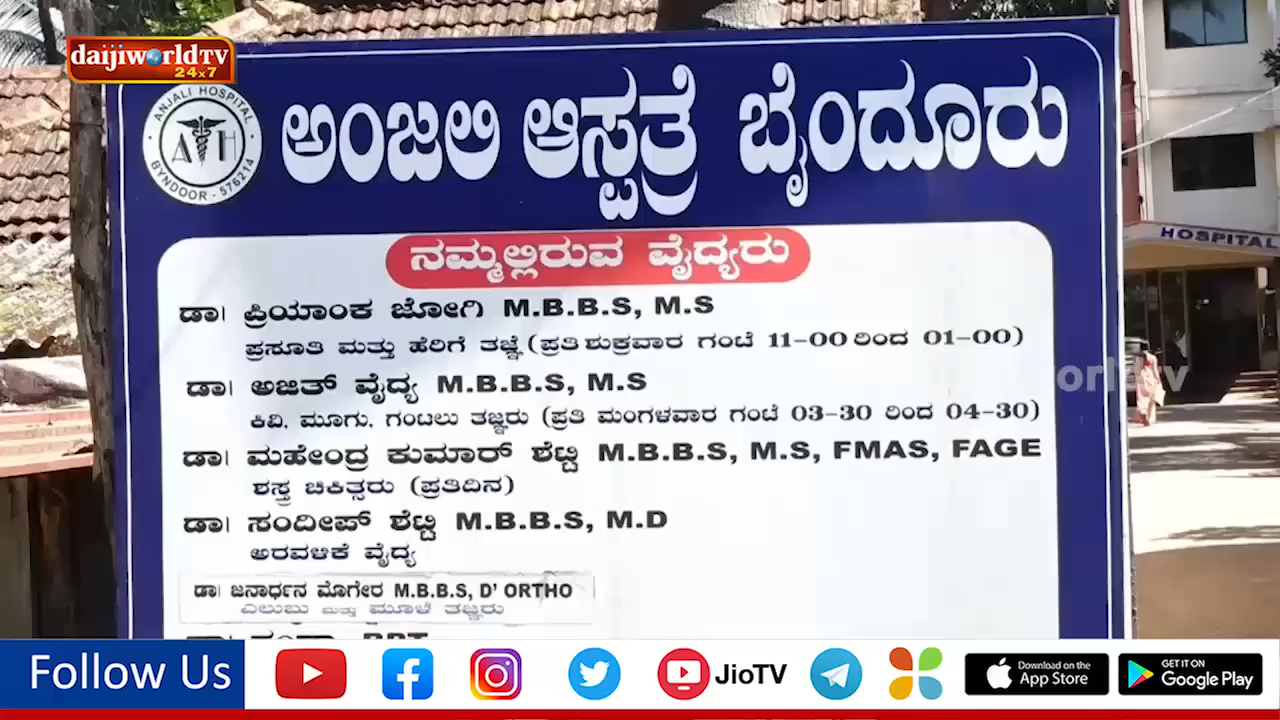 daijiworldTV
24x7
ANJALI HOSPITAL
A H
BYNDOOR - 576214
ಅಂಜಲಿ ಆಸ್ಪತ್ರೆ ಬೈಂದೂರು
HOSPITAL
ನಮ್ಮಲ್ಲಿರುವ ವೈದ್ಯರು
ಡಾ। ಪ್ರಿಯಾಂಕ ಜೋಗಿ M.B.B.S, M.S
ಪ್ರಸೂತಿ ಮತ್ತು ಹೆರಿಗೆ ತಜ್ಞೆ (ಪ್ರತಿ ಶುಕ್ರವಾರ ಗಂಟೆ 11-00 ರಿಂದ 01-00)
ಡಾ। ಅಜಿತ್ ವೈದ್ಯ M.B.B.S, M.S
ಕಿವಿ. ಮೂಗು. ಗಂಟಲು ತಜ್ಞರು (ಪ್ರತಿ ಮಂಗಳವಾರ ಗಂಟೆ 03-30 ರಿಂದ 04-30)
ಡಾ। ಮಹೇಂದ್ರ ಕುಮಾರ್ ಶೆಟ್ಟಿ M.B.B.S, M.S, FMAS, FAGE
ಶಸ್ತ್ರ ಚಿಕಿತ್ಸರು (ಪ್ರತಿದಿನ)
ಡಾ। ಸಂದೀಪ್ ಶೆಟ್ಟಿ M.B.B.S, M.D
ಅರವಳಿಕೆ ವೈದ್ಯ
ಡಾ। ಜನಾರ್ಧನ ಮೊಗೇರ M.B.B.S, D' ORTHO
ಎಲುಬು ಮತ್ತು ಮೂಳೆ ತಜ್ಞರು
Follow Us
JioTV
Download on the
App Store
GET IT ON
Google Play